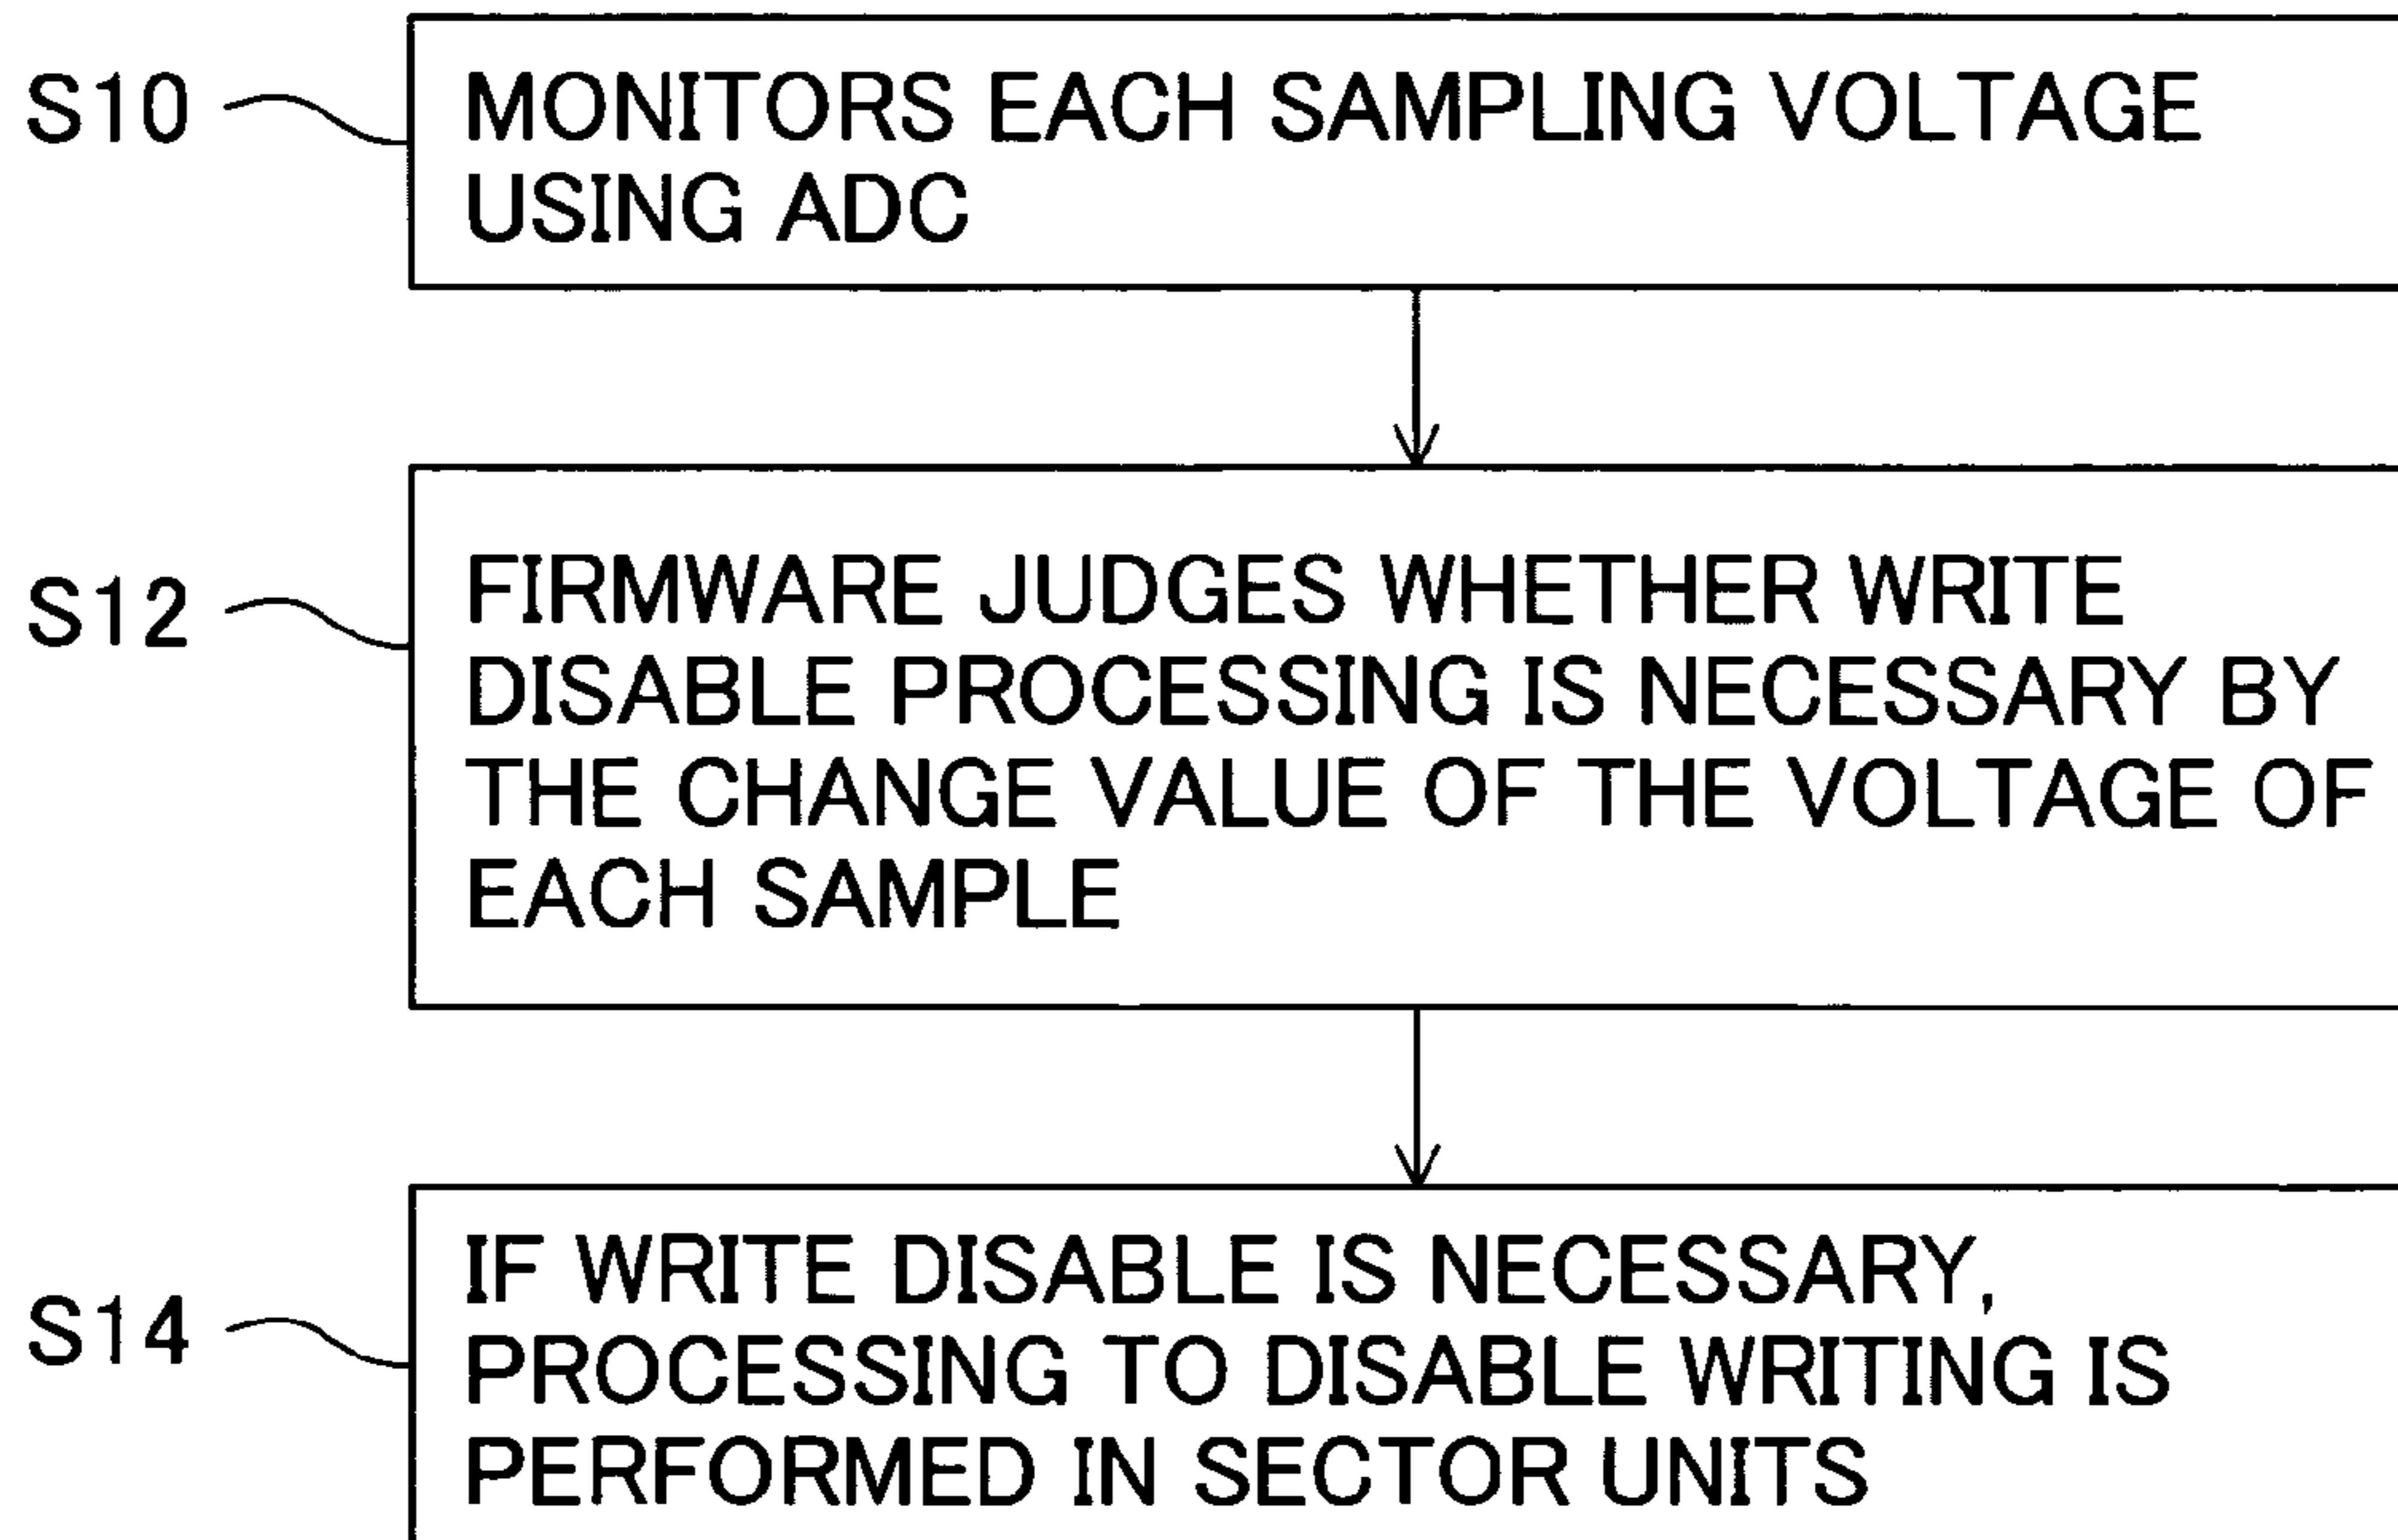 S10
MONITORS EACH SAMPLING VOLTAGE
USING ADC
S12
FIRMWARE JUDGES WHETHER WRITE
DISABLE PROCESSING IS NECESSARY BY
THE CHANGE VALUE OF THE VOLTAGE OF
EACH SAMPLE
S14
IF WRITE DISABLE IS NECESSARY,
PROCESSING TO DISABLE WRITING IS
PERFORMED IN SECTOR UNITS